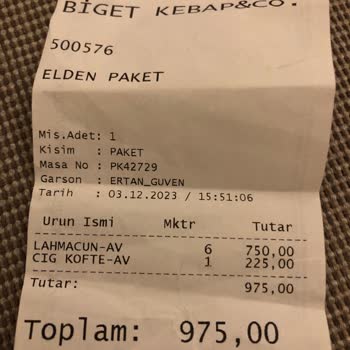 BİGET KEBAP&CO.
500576
ELDEN PAKET
Mis.Adet: 1
Kisim : PAKET
Masa No : PK42729
Garson : ERTAN_GUVEN
Tarih : 03.12.2023 / 15:51:06
Urun Ismi Mktr Tutar
LAHMACUN-AV 6 750,00
CIG KOFTE-AV 1 225,00
Tutar: 975,00
Toplam: 975,00